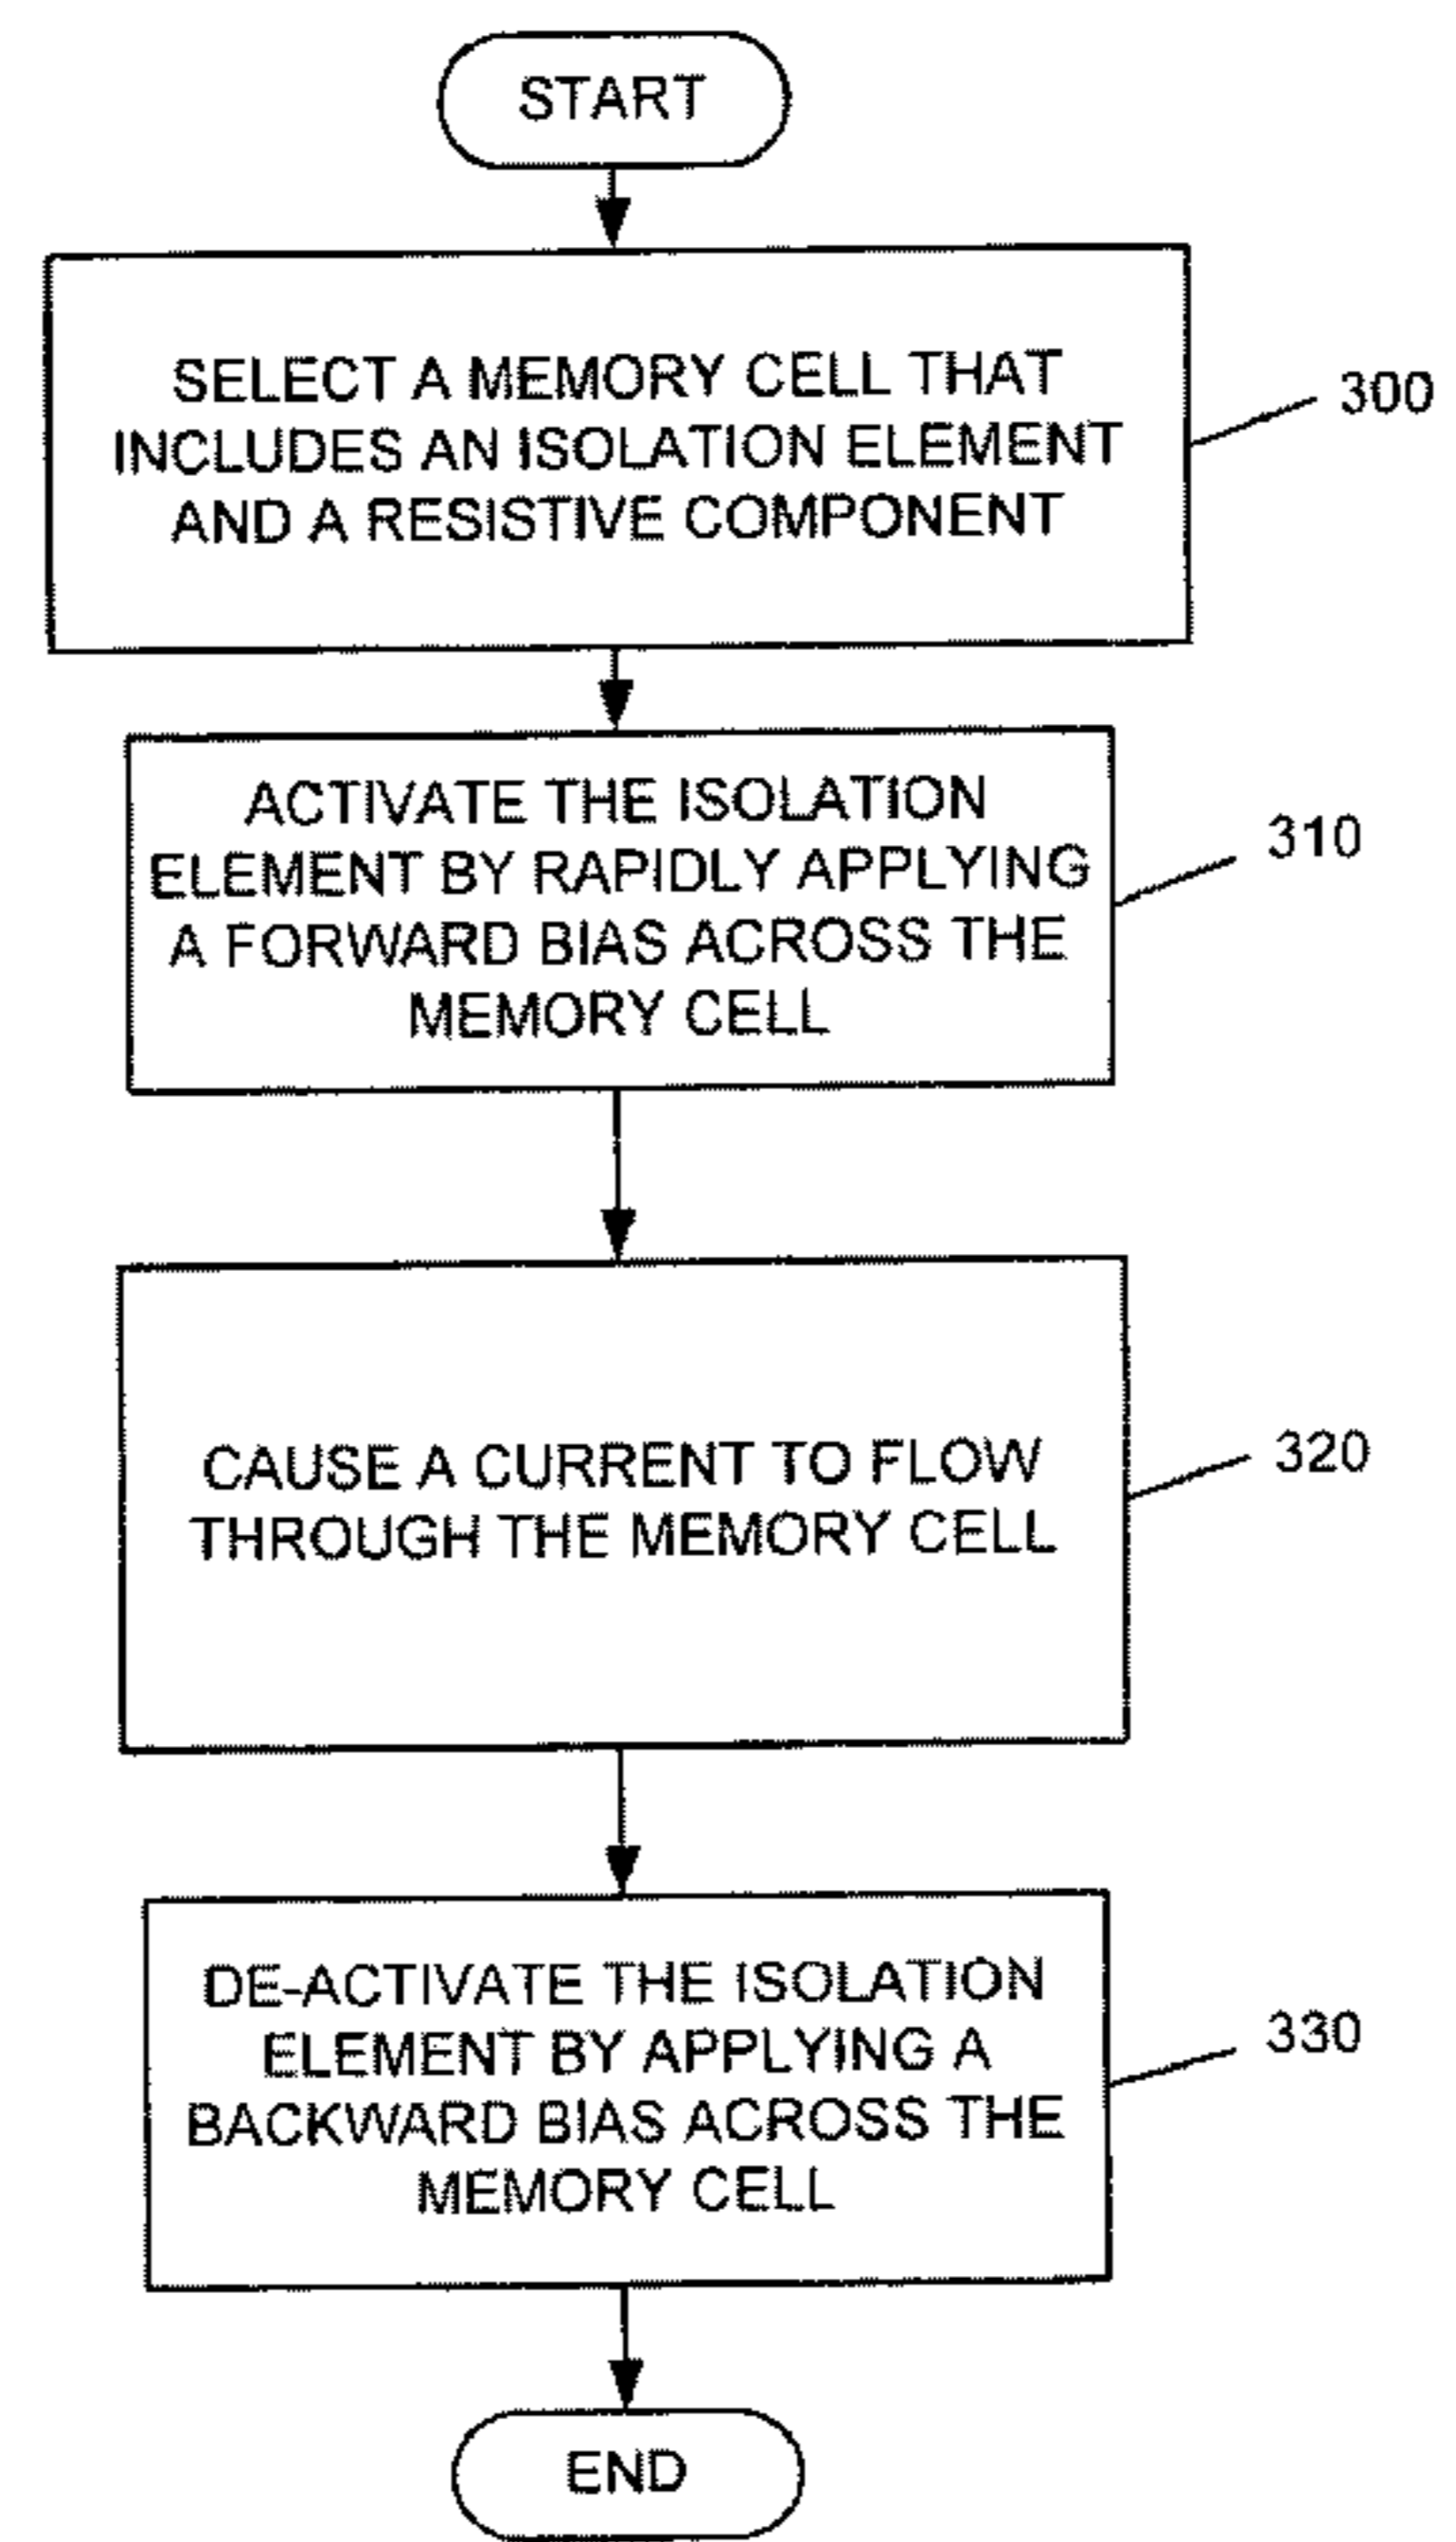 START
SELECT A MEMORY CELL THAT
INCLUDES AN ISOLATION ELEMENT
AND A RESISTIVE COMPONENT
300
ACTIVATE THE ISOLATION
ELEMENT BY RAPIDLY APPLYING
A FORWARD BIAS ACROSS THE
MEMORY CELL
310
CAUSE A CURRENT TO FLOW
THROUGH THE MEMORY CELL
320
DE-ACTIVATE THE ISOLATION
ELEMENT BY APPLYING A
BACKWARD BIAS ACROSS THE
MEMORY CELL
330
END